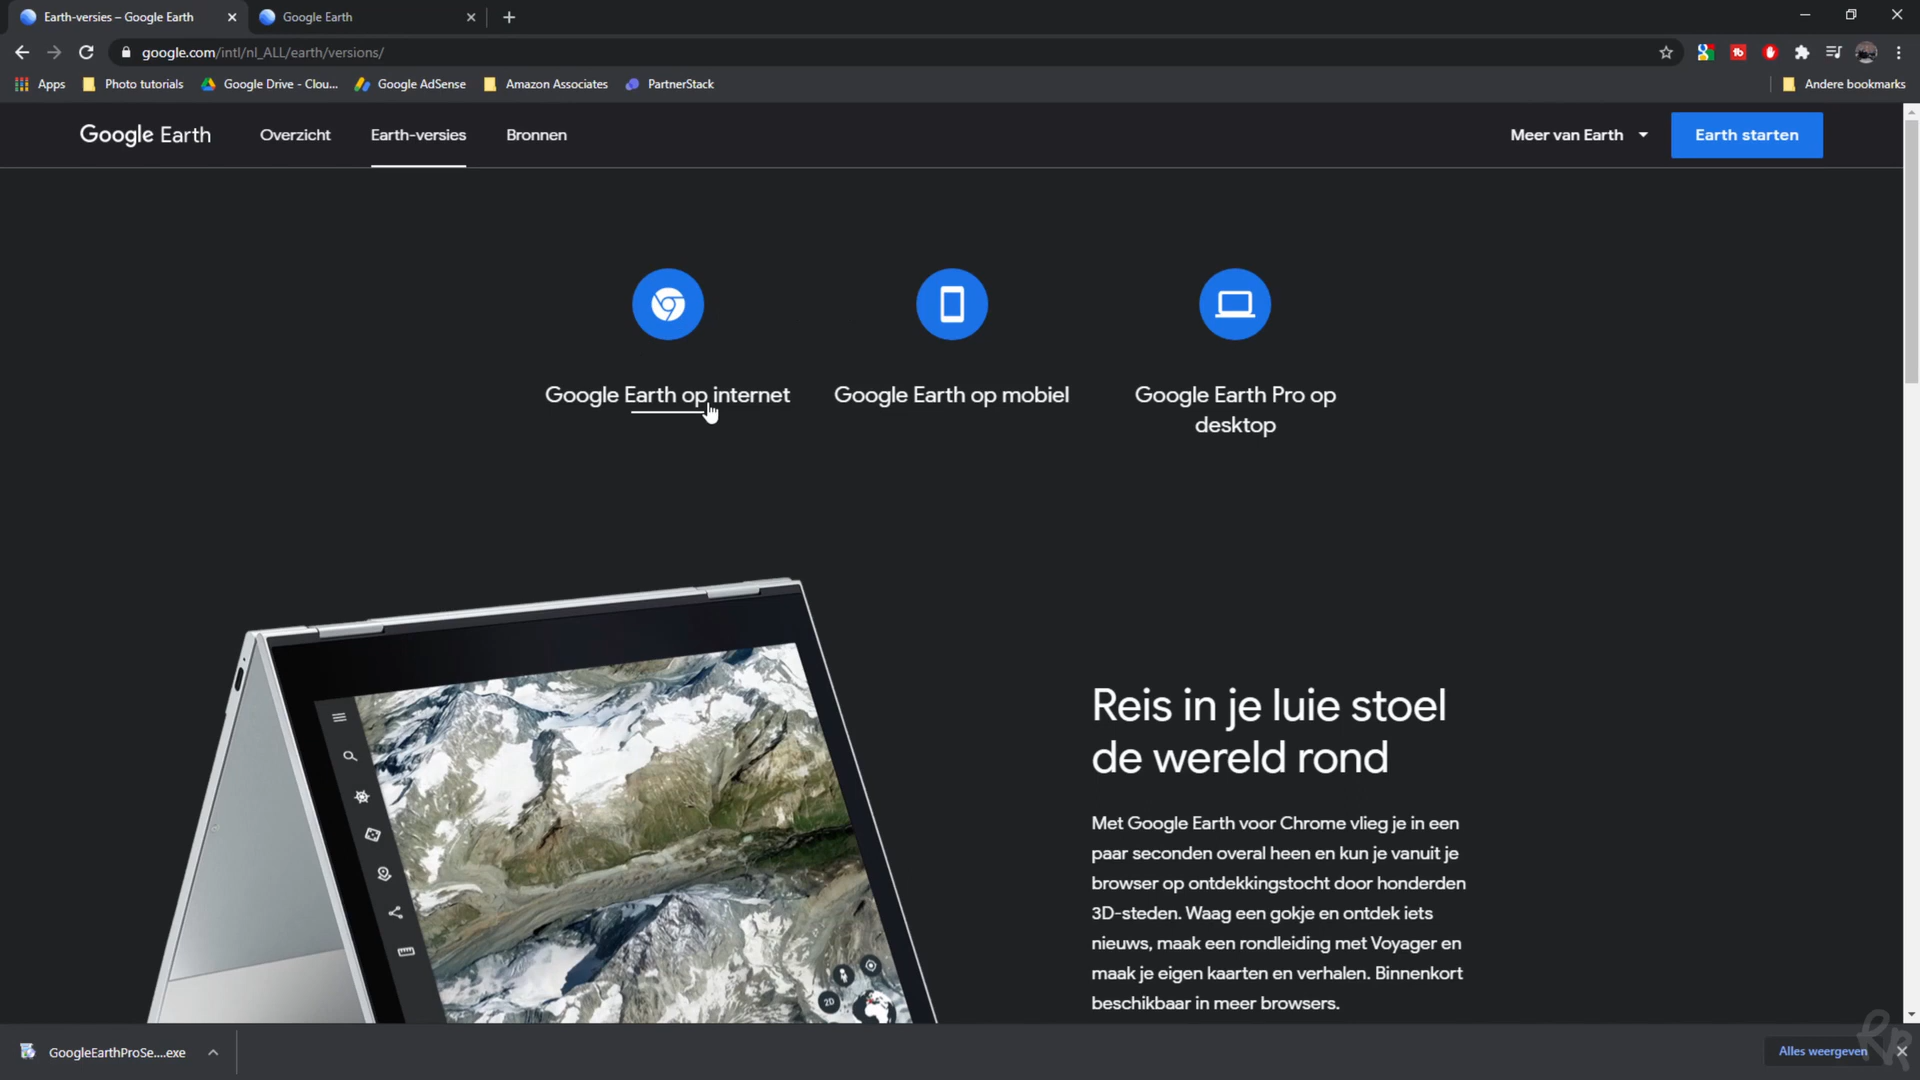 Earth-versies – Google Earth
Google Earth
google.com/intl/nl_ALL/earth/versions/
Apps
Photo tutorials
Google Drive - Clou...
Google AdSense
Amazon Associates
PartnerStack
Andere bookmarks
Google Earth
Overzicht
Earth-versies
Bronnen
Meer van Earth
Earth starten
Google Earth op internet
Google Earth op mobiel
Google Earth Pro op
desktop
2D
Reis in je luie stoel
de wereld rond
Met Google Earth voor Chrome vlieg je in een
paar seconden overal heen en kun je vanuit je
browser op ontdekkingstocht door honderden
3D-steden. Waag een gokje en ontdek iets
nieuws, maak een rondleiding met Voyager en
maak je eigen kaarten en verhalen. Binnenkort
beschikbaar in meer browsers.
GoogleEarthProSe....exe
Alles weergeven